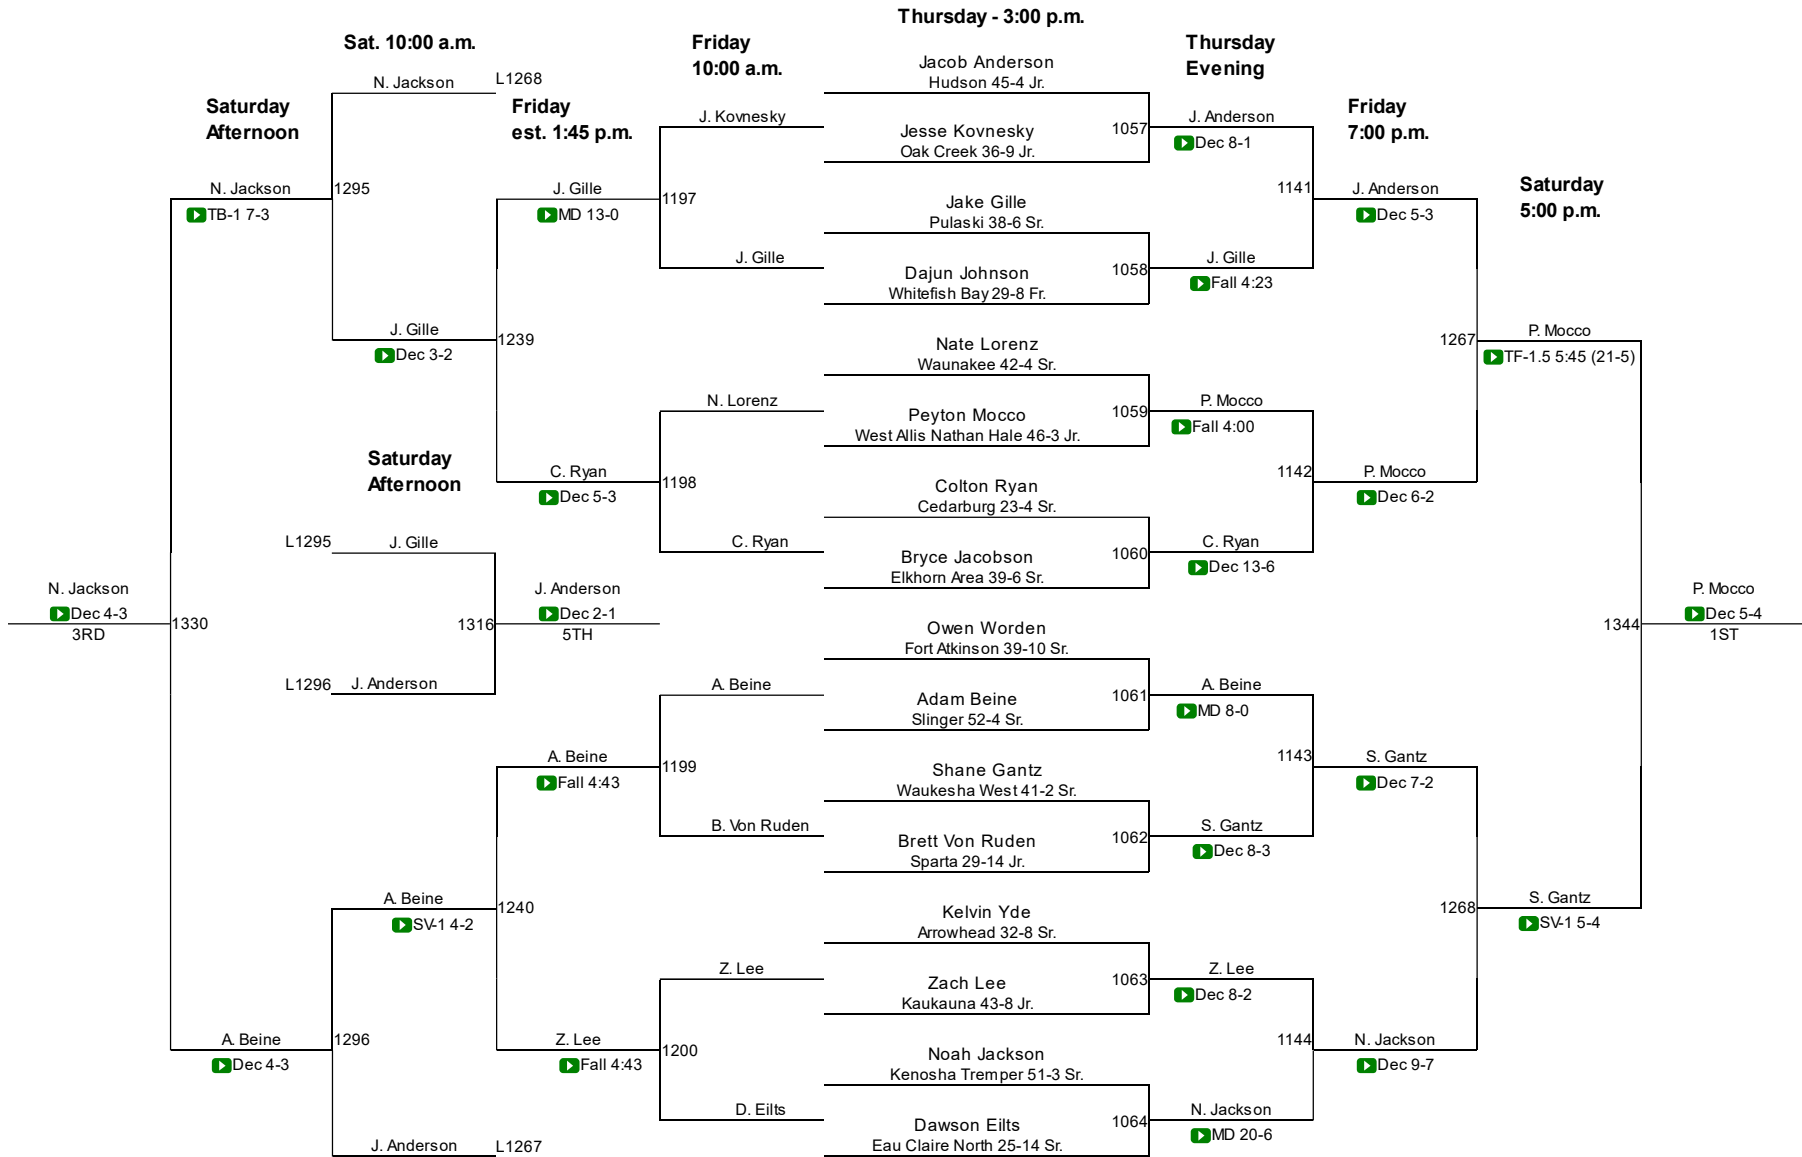 Thursday - 3:00 p.m.
Sat. 10:00 a.m.
Friday
10:00 a.m.
Thursday
Evening
Jacob Anderson
Hudson 45-4 Jr.
N. Jackson
L1268
Saturday
Afternoon
Friday
est. 1:45 p.m.
Friday
7:00 p.m.
J. Kovnesky
Jesse Kovnesky
Oak Creek 36-9 Jr.
1057
J. Anderson
Dec 8-1
N. Jackson
TB-1 7-3
1295
J. Gille
MD 13-0
1197
Jake Gille
Pulaski 38-6 Sr.
1141
J. Anderson
Dec 5-3
Saturday
5:00 p.m.
J. Gille
Dajun Johnson
Whitefish Bay 29-8 Fr.
1058
J. Gille
Fall 4:23
J. Gille
Dec 3-2
1239
Nate Lorenz
Waunakee 42-4 Sr.
1267
P. Mocco
TF-1.5 5:45 (21-5)
N. Lorenz
Peyton Mocco
West Allis Nathan Hale 46-3 Jr.
1059
P. Mocco
Fall 4:00
Saturday
Afternoon
C. Ryan
Dec 5-3
1198
Colton Ryan
Cedarburg 23-4 Sr.
1142
P. Mocco
Dec 6-2
L1295
J. Gille
C. Ryan
Bryce Jacobson
Elkhorn Area 39-6 Sr.
1060
C. Ryan
Dec 13-6
N. Jackson
Dec 4-3
3RD
1330
1316
J. Anderson
Dec 2-1
5TH
Owen Worden
Fort Atkinson 39-10 Sr.
1344
P. Mocco
Dec 5-4
1ST
L1296
J. Anderson
A. Beine
Adam Beine
Slinger 52-4 Sr.
1061
A. Beine
MD 8-0
A. Beine
Fall 4:43
1199
Shane Gantz
Waukesha West 41-2 Sr.
1143
S. Gantz
Dec 7-2
B. Von Ruden
Brett Von Ruden
Sparta 29-14 Jr.
1062
S. Gantz
Dec 8-3
A. Beine
SV-1 4-2
1240
Kelvin Yde
Arrowhead 32-8 Sr.
1268
S. Gantz
SV-1 5-4
Z. Lee
Zach Lee
Kaukauna 43-8 Jr.
1063
Z. Lee
Dec 8-2
A. Beine
Dec 4-3
1296
Z. Lee
Fall 4:43
1200
Noah Jackson
Kenosha Tremper 51-3 Sr.
1144
N. Jackson
Dec 9-7
D. Eilts
Dawson Eilts
Eau Claire North 25-14 Sr.
1064
N. Jackson
MD 20-6
J. Anderson
L1267